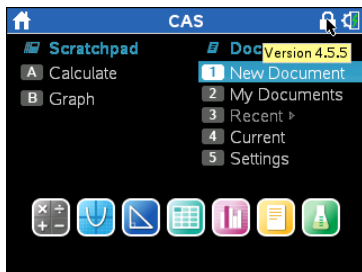 CAS
Scratchpad
A Calculate
B Graph
Doc
Version 4.5.5
1 New Document
2 My Documents
3 Recent ▸
4 Current
5 Settings